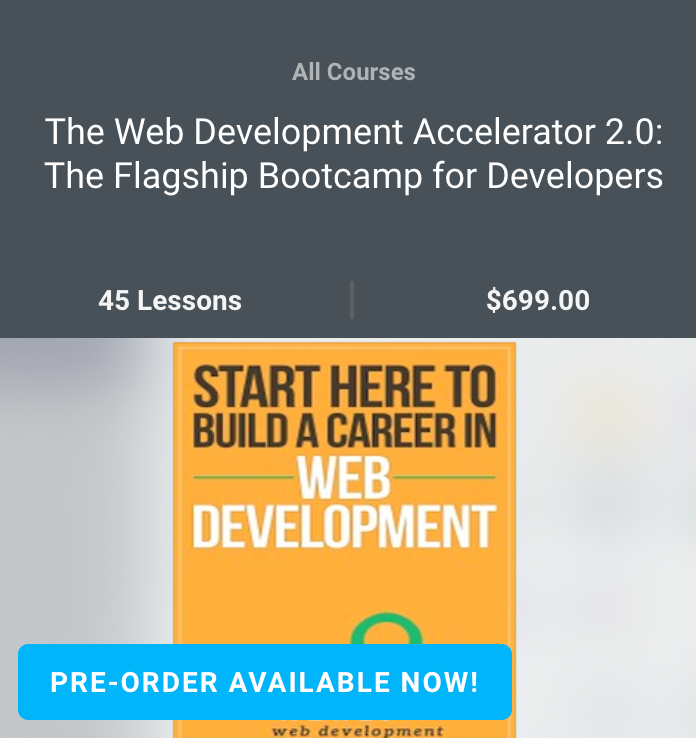 All Courses
The Web Development Accelerator 2.0:
The Flagship Bootcamp for Developers
45 Lessons
$699.00
START HERE TO
BUILD A CAREER IN
WEB
DEVELOPMENT
PRE-ORDER AVAILABLE NOW!
web development